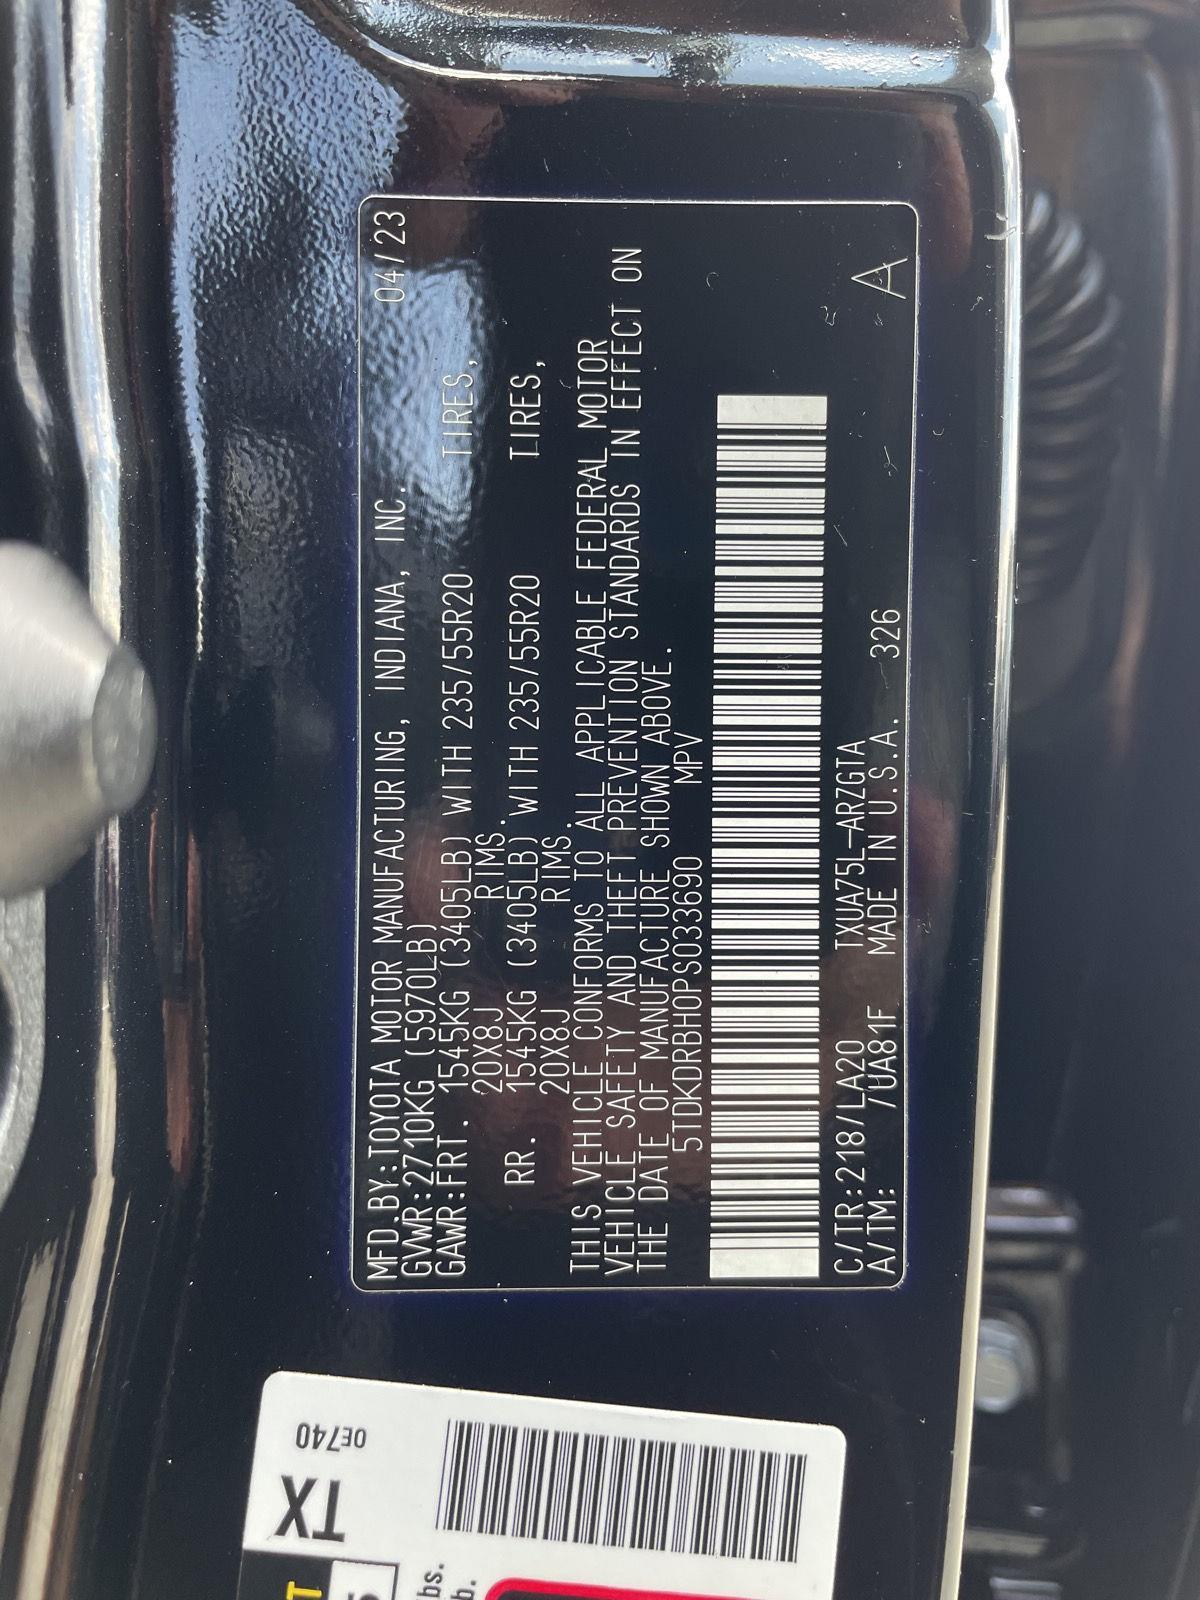 MFD.BY:TOYOTA MOTOR MANUFACTURING, INDIANA, INC. 04/23
GVWR:2710KG (5970LB)
GAWR:FRT. 1545KG (3405LB) WITH 235/55R20 TIRES,
20X8J RIMS.
RR. 1545KG (3405LB) WITH 235/55R20 TIRES,
20X8J RIMS.
THIS VEHICLE CONFORMS TO ALL APPLICABLE FEDERAL MOTOR
VEHICLE SAFETY AND THEFT PREVENTION STANDARDS IN EFFECT ON
THE DATE OF MANUFACTURE SHOWN ABOVE.
5TDKDRBH0PS033690 MPV
C/TR:218/LA20 TXUA75L-ARZGTA
A/TM: /UA81F MADE IN U.S.A. 326 A
TX
0E740